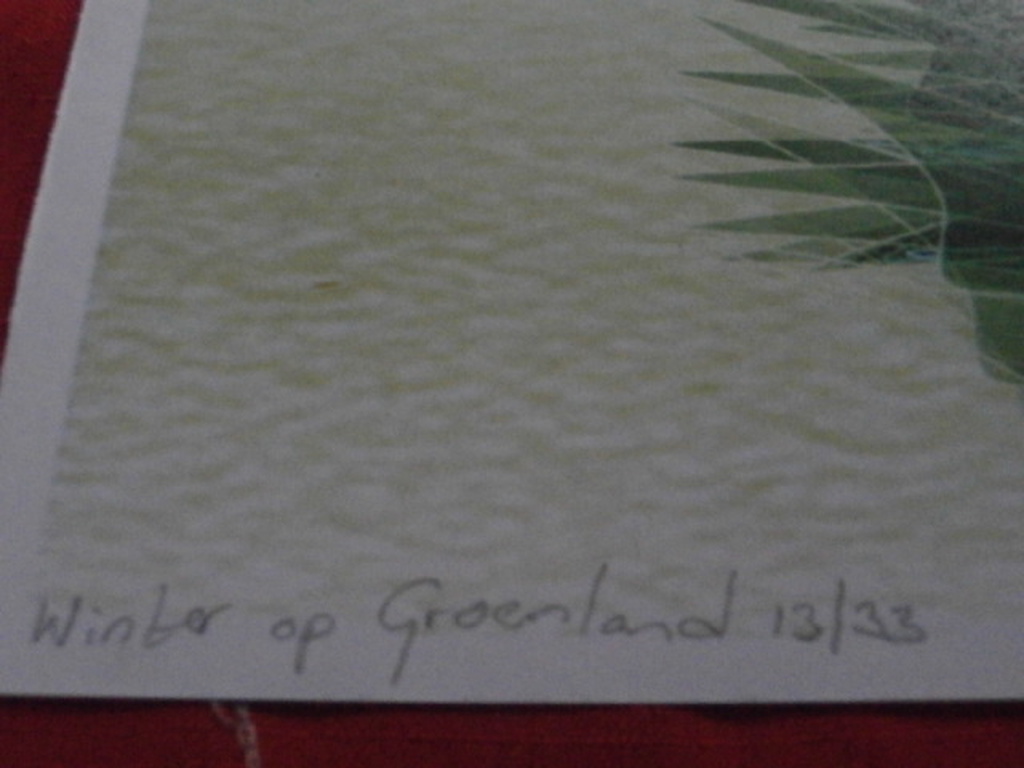 Winter op Groenland 13/33